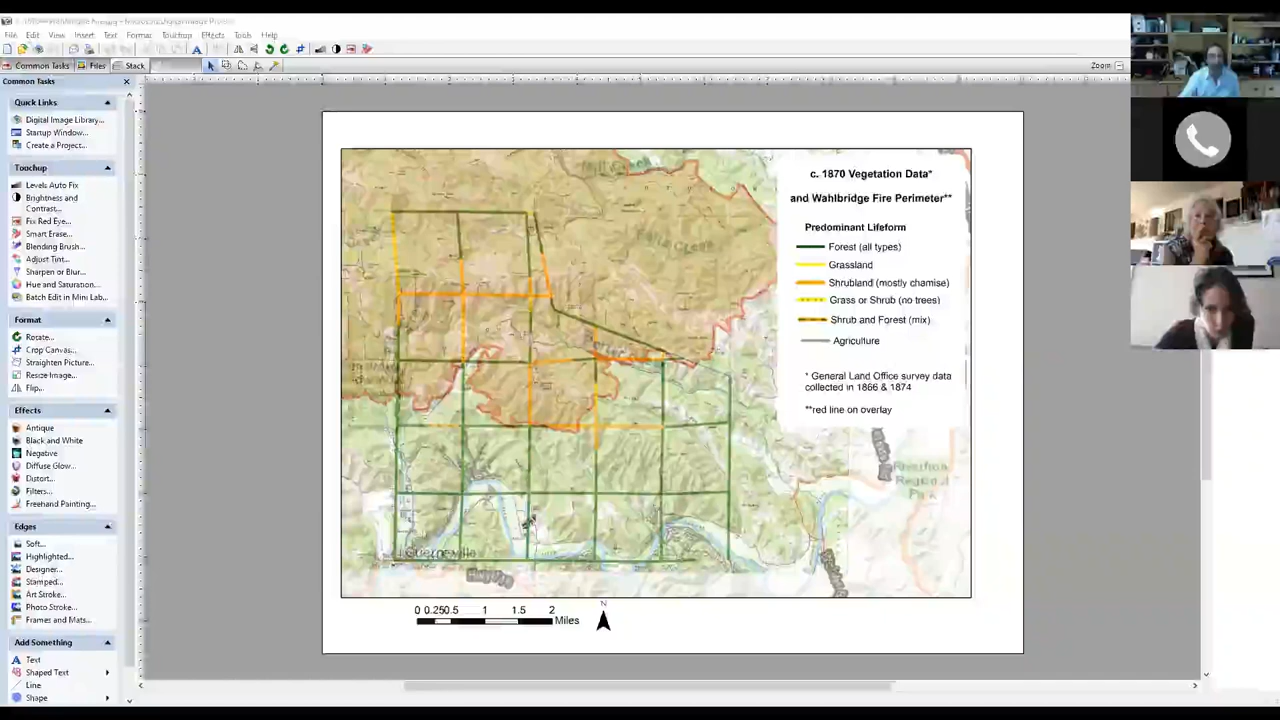 File Edit View Insert Text Format Touchup Effects Tools Help
Common Tasks Files Stack
Zoom
Common Tasks
Quick Links
Digital Image Library...
Startup Window...
Create a Project...
Touchup
Levels Auto Fix
Brightness and
Contrast...
Fix Red Eye...
Smart Erase...
Blending Brush...
Adjust Tint...
Sharpen or Blur...
Hue and Saturation...
Batch Edit in Mini Lab...
Format
Rotate...
Crop Canvas...
Straighten Picture...
Resize Image...
Flip...
Effects
Antique
Black and White
Negative
Diffuse Glow...
Distort...
Filters...
Freehand Painting...
Edges
Soft...
Highlighted...
Designer...
Stamped...
Art Stroke...
Photo Stroke...
Frames and Mats...
Add Something
Text
Shaped Text
Line
Shape
c. 1870 Vegetation Data*
and Wahlbridge Fire Perimeter**
Predominant Lifeform
Forest (all types)
Grassland
Shrubland (mostly chamise)
Grass or Shrub (no trees)
Shrub and Forest (mix)
Agriculture
* General Land Office survey data
collected in 1866 & 1874
**red line on overlay
Regional
Park
Guerneville
0 0.250.5 1 1.5 2
Miles
N